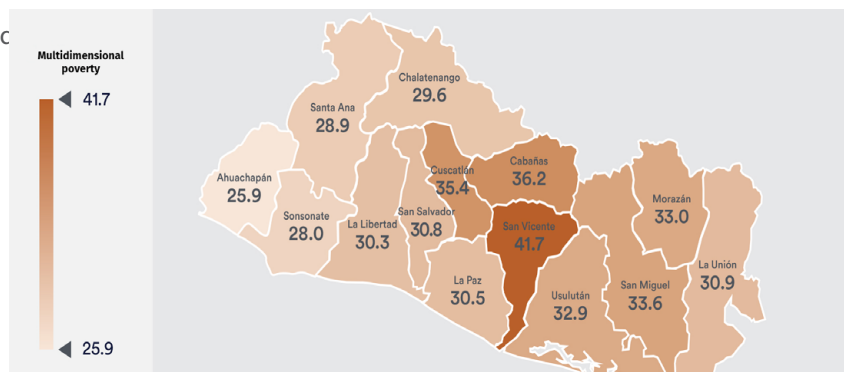 Multidimensional
poverty
41.7
25.9
Chalatenango
29.6
Santa Ana
28.9
Ahuachapán
25.9
Sonsonate
28.0
La Libertad
30.3
San Salvador
30.8
Cuscatlán
35.4
Cabañas
36.2
San Vicente
41.7
La Paz
30.5
Usulután
32.9
San Miguel
33.6
Morazán
33.0
La Unión
30.9